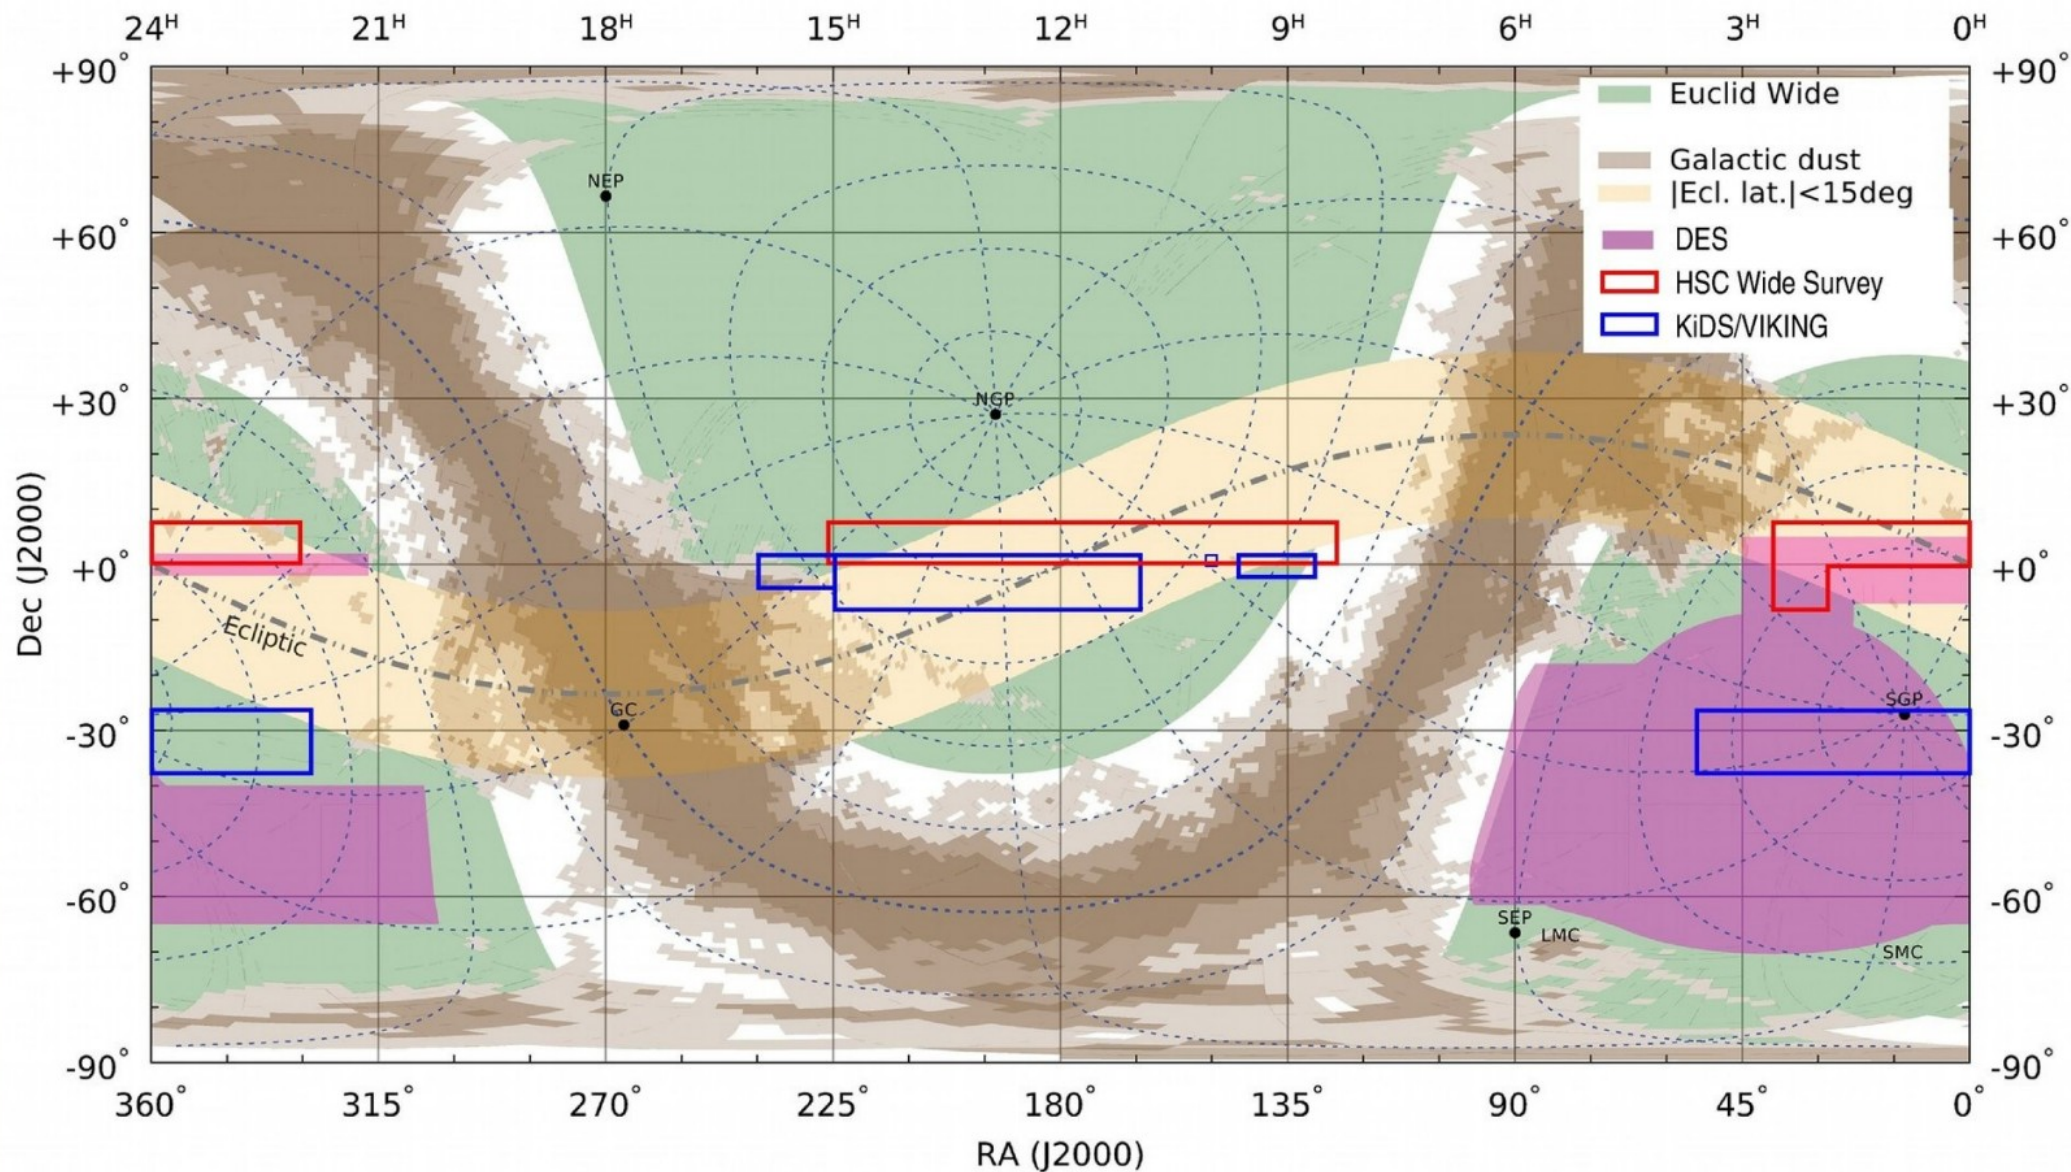 24ᴴ 21ᴴ 18ᴴ 15ᴴ 12ᴴ 9ᴴ 6ᴴ 3ᴴ 0ᴴ
+90° +90°
Euclid Wide
Galactic dust
|Ecl. lat.|<15deg
DES
HSC Wide Survey
KiDS/VIKING
NEP
+60° +60°
NGP
+30° +30°
Dec (J2000)
+0° +0°
Ecliptic
GC
SGP
-30° -30°
-60° -60°
SEP
LMC
SMC
-90° -90°
360° 315° 270° 225° 180° 135° 90° 45° 0°
RA (J2000)